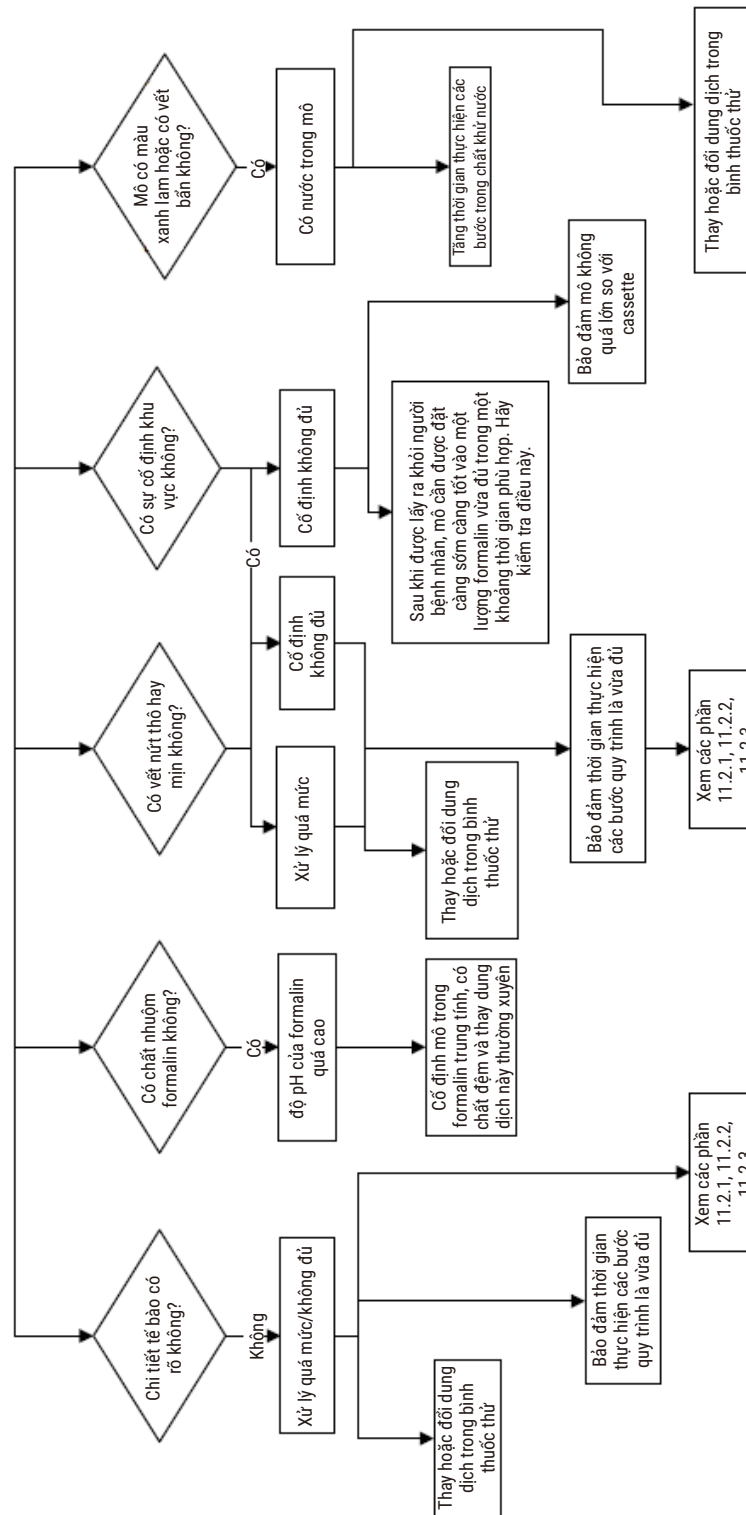 Chi tiết tế bào có
rõ không?
Không
Xử lý quá mức/không đủ
Thay hoặc đổi dung
dịch trong bình
thuốc thử
Bảo đảm thời gian
thực hiện các bước
quy trình là vừa đủ
Xem các phần
11.2.1, 11.2.2,
11.2.3
Có chất nhuộm
formalin không?
Có
độ pH của formalin
quá cao
Cố định mô trong
formalin trung tính, có
chất đệm và thay dung
dịch này thường xuyên
Có vết nứt thô hay
mịn không?
Có
Xử lý quá mức
Cố định
không đủ
Thay hoặc đổi dung
dịch trong bình
thuốc thử
Bảo đảm thời gian thực hiện
các bước quy trình là vừa đủ
Xem các phần
11.2.1, 11.2.2,
11.2.3
Có sự cố định khu
vực không?
Cố định không đủ
Sau khi được lấy ra khỏi người
bệnh nhân, mô cần được đặt
càng sớm càng tốt vào một
lượng formalin vừa đủ trong một
khoảng thời gian phù hợp. Hãy
kiểm tra điều này.
Bảo đảm mô không
quá lớn so với
cassette
Mô có màu
xanh lam hoặc có vết
bẩn không?
Có
Có nước trong mô
Tăng thời gian thực hiện các
bước trong chất khử nước
Thay hoặc đổi dung dịch trong
bình thuốc thử